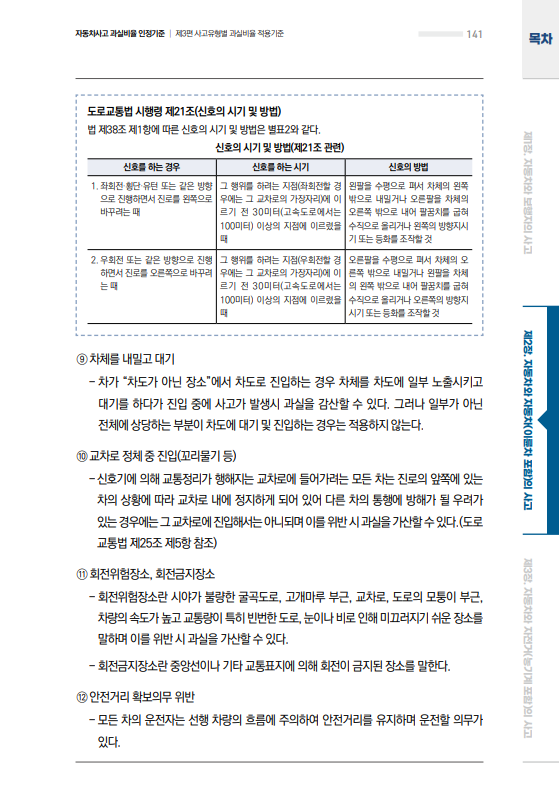 자동차사고 과실비율 인정기준 | 제3편 사고유형별 과실비율 적용기준
141
목차
도로교통법 시행령 제21조(신호의 시기 및 방법)
법 제38조 제1항에 따른 신호의 시기 및 방법은 별표2와 같다.
신호의 시기 및 방법(제21조 관련)
신호를 하는 경우
신호를 하는 시기
신호의 방법
1. 좌회전·횡단·유턴 또는 같은 방향
으로 진행하면서 진로를 왼쪽으로
바꾸려는 때
그 행위를 하려는 지점(좌회전할 경
우에는 그 교차로의 가장자리)에 이
르기 전 30미터(고속도로에서는
100미터) 이상의 지점에 이르렀을
때
왼팔을 수평으로 펴서 차체의 왼쪽
밖으로 내밀거나 오른팔을 차체의
오른쪽 밖으로 내어 팔꿈치를 굽혀
수직으로 올리거나 왼쪽의 방향지시
기 또는 등화를 조작할 것
2. 우회전 또는 같은 방향으로 진행
하면서 진로를 오른쪽으로 바꾸려
는 때
그 행위를 하려는 지점(우회전할 경
우에는 그 교차로의 가장자리)에 이
르기 전 30미터(고속도로에서는
100미터) 이상의 지점에 이르렀을
때
오른팔을 수평으로 펴서 차체의 오
른쪽 밖으로 내밀거나 왼팔을 차체
의 왼쪽 밖으로 내어 팔꿈치를 굽혀
수직으로 올리거나 오른쪽의 방향지
시기 또는 등화를 조작할 것
⑨ 차체를 내밀고 대기
– 차가 “차도가 아닌 장소”에서 차도로 진입하는 경우 차체를 차도에 일부 노출시키고
대기를 하다가 진입 중에 사고가 발생시 과실을 감산할 수 있다. 그러나 일부가 아닌
전체에 상당하는 부분이 차도에 대기 및 진입하는 경우는 적용하지 않는다.
⑩ 교차로 정체 중 진입(꼬리물기 등)
– 신호기에 의해 교통정리가 행해지는 교차로에 들어가려는 모든 차는 진로의 앞쪽에 있는
차의 상황에 따라 교차로 내에 정지하게 되어 있어 다른 차의 통행에 방해가 될 우려가
있는 경우에는 그 교차로에 진입해서는 아니되며 이를 위반 시 과실을 가산할 수 있다.(도로
교통법 제25조 제5항 참조)
⑪ 회전위험장소, 회전금지장소
– 회전위험장소란 시야가 불량한 굴곡도로, 고개마루 부근, 교차로, 도로의 모퉁이 부근,
차량의 속도가 높고 교통량이 특히 빈번한 도로, 눈이나 비로 인해 미끄러지기 쉬운 장소를
말하며 이를 위반 시 과실을 가산할 수 있다.
– 회전금지장소란 중앙선이나 기타 교통표지에 의해 회전이 금지된 장소를 말한다.
⑫ 안전거리 확보의무 위반
– 모든 차의 운전자는 선행 차량의 흐름에 주의하여 안전거리를 유지하며 운전할 의무가
있다.
제1장. 자동차와 보행자의 사고
제2장. 자동차와 자동차(이륜차 포함)의 사고
제3장. 자동차와 자전거(농기계 포함)의 사고